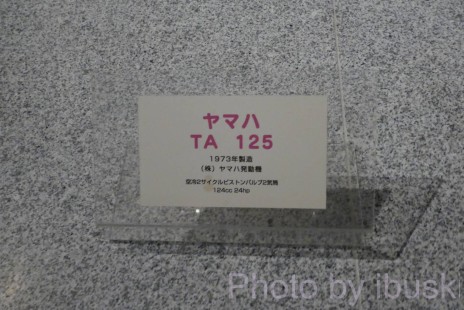 ヤマハ
TA 125
1973年製造
(株)ヤマハ発動機
空冷2サイクルピストンバルブ2気筒
124cc 24hp
Photo by ibuski